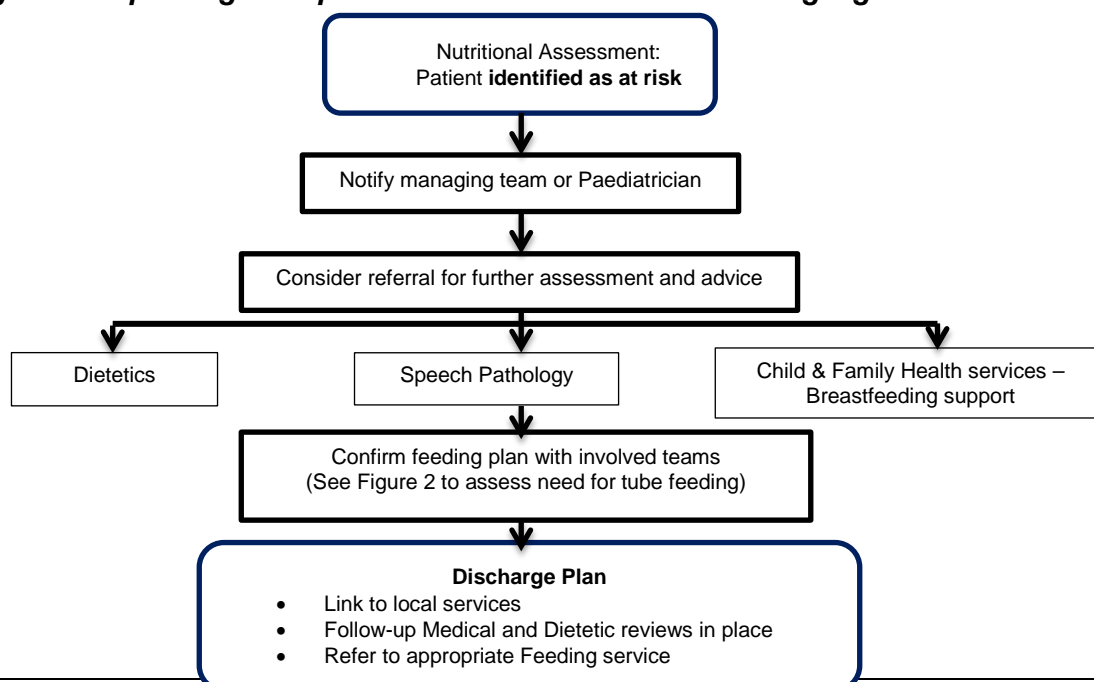 Nutritional Assessment:
Patient identified as at risk
Notify managing team or Paediatrician
Consider referral for further assessment and advice
Dietetics
Speech Pathology
Child & Family Health services –
Breastfeeding support
Confirm feeding plan with involved teams
(See Figure 2 to assess need for tube feeding)
Discharge Plan
• Link to local services
• Follow-up Medical and Dietetic reviews in place
• Refer to appropriate Feeding service